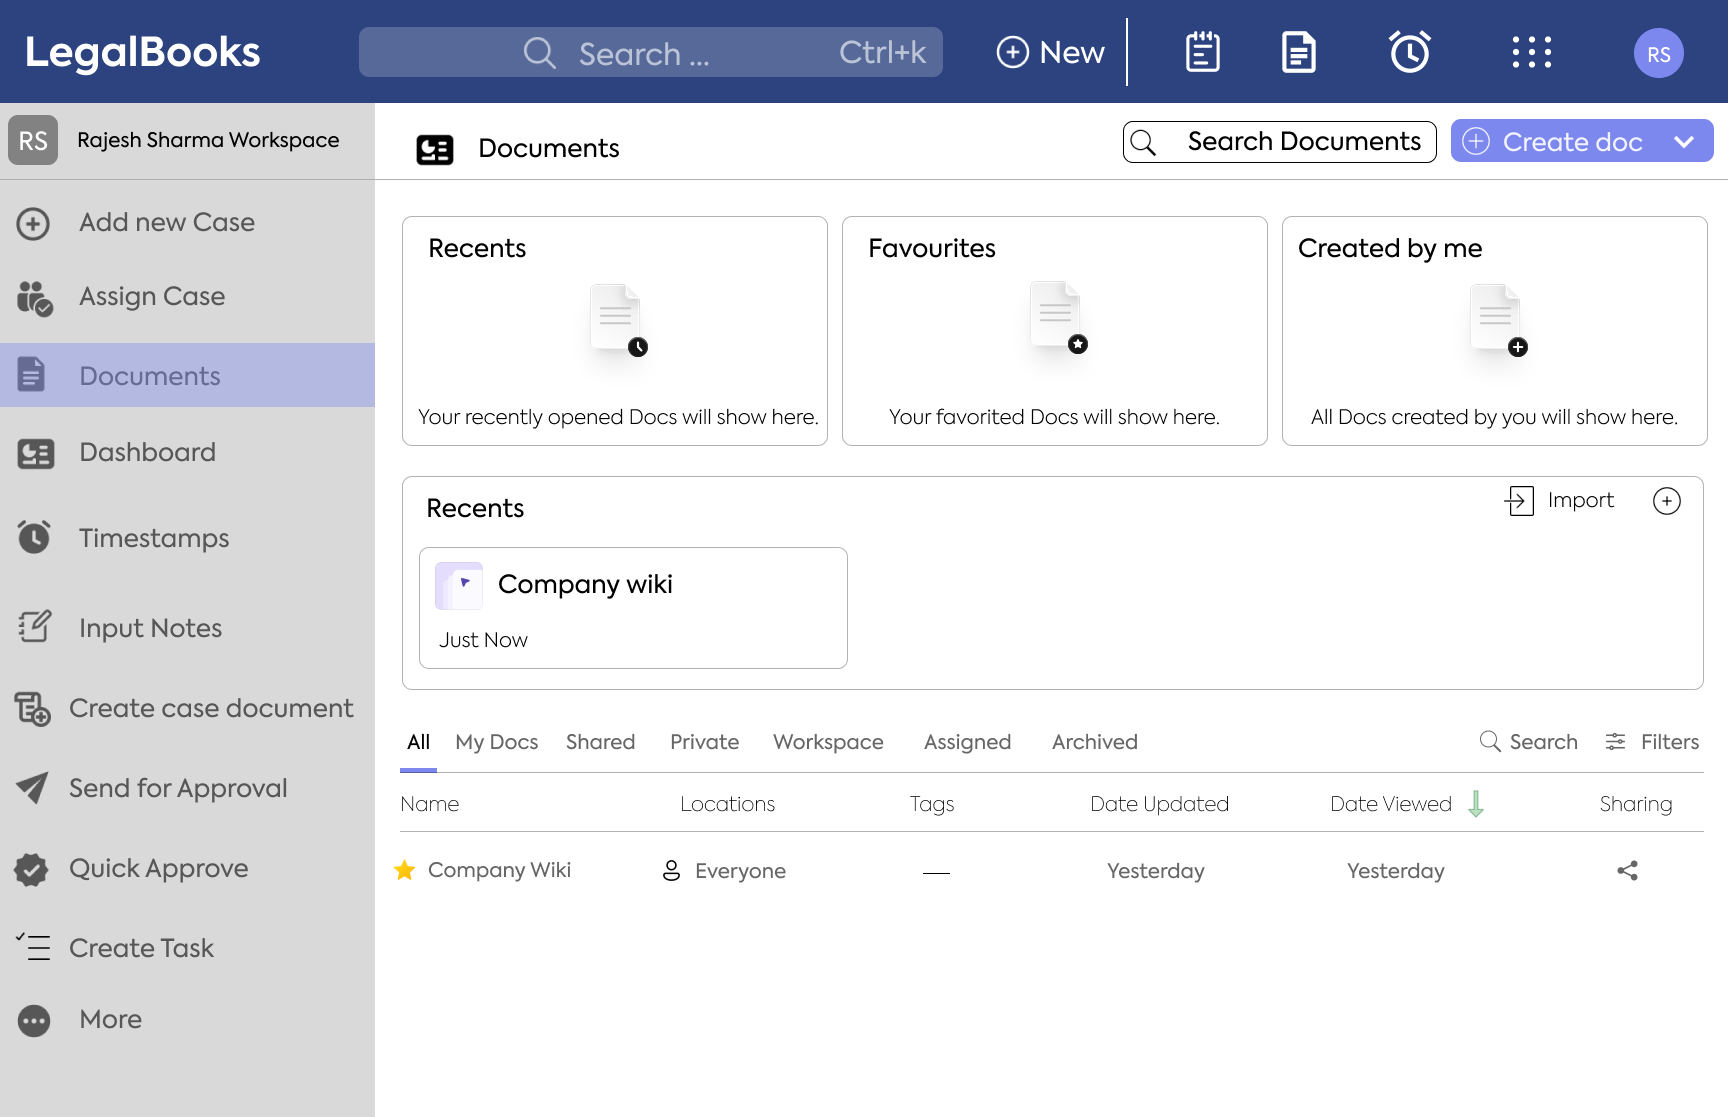 LegalBooks
Search ...
Ctrl+k
New
RS
RS
Rajesh Sharma Workspace
Add new Case
Assign Case
Documents
Dashboard
Timestamps
Input Notes
Create case document
Send for Approval
Quick Approve
Create Task
More
Documents
Search Documents
Create doc
Recents
Your recently opened Docs will show here.
Favourites
Your favorited Docs will show here.
Created by me
All Docs created by you will show here.
Recents
Import
Company wiki
Just Now
All My Docs Shared Private Workspace Assigned Archived Search Filters
Name Locations Tags Date Updated Date Viewed Sharing
Company Wiki Everyone — Yesterday Yesterday